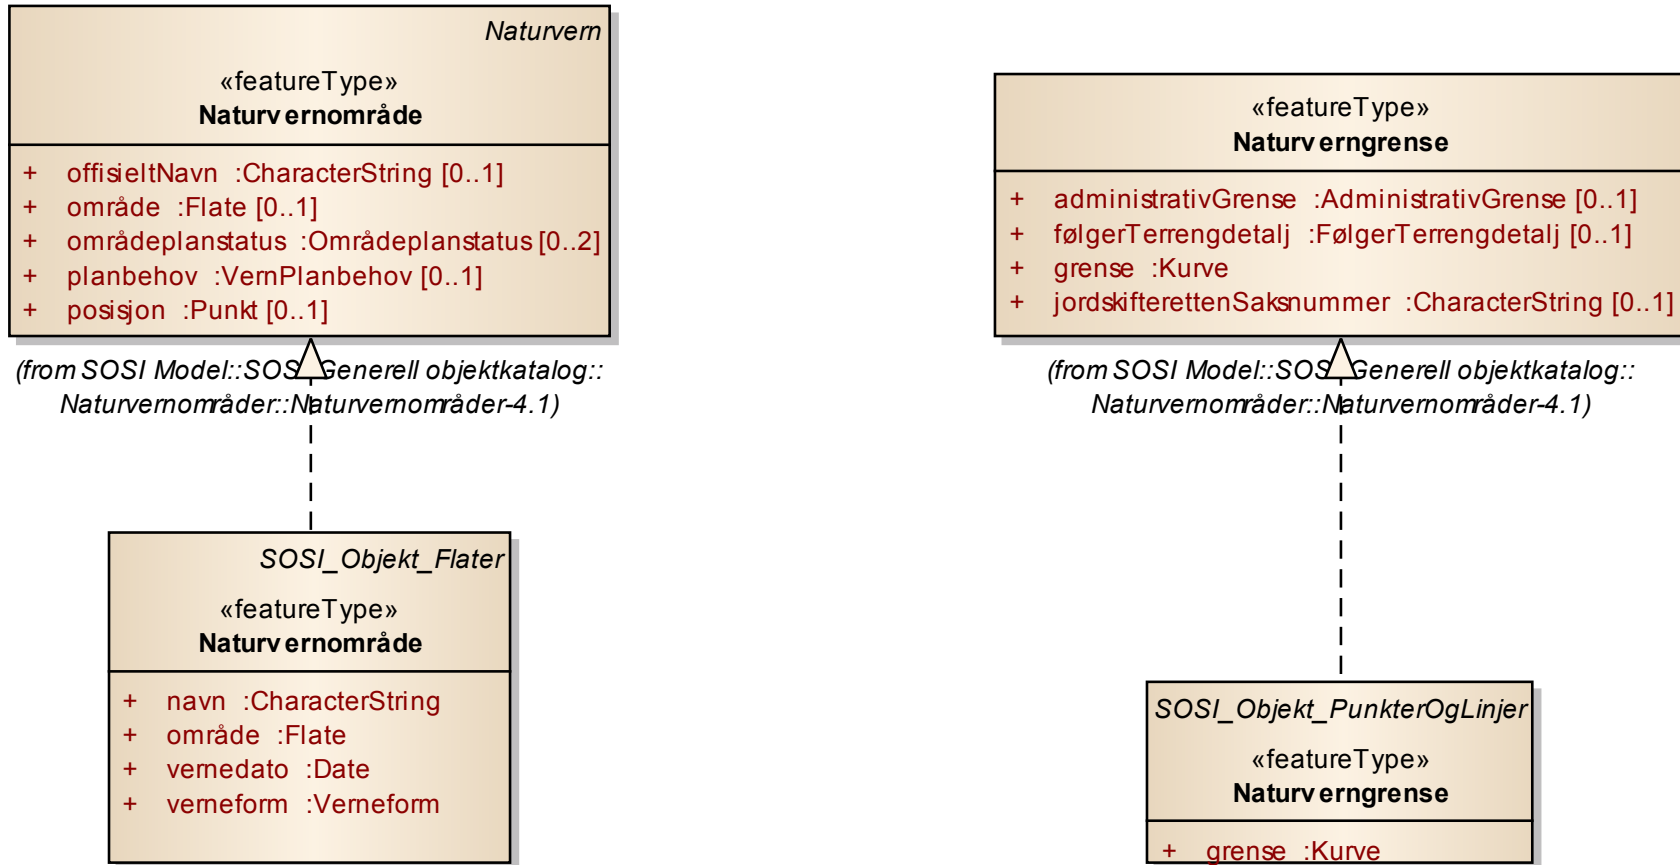 Naturvern
«featureType»
Naturvernområde
+ offisieltNavn :CharacterString [0..1]
+ område :Flate [0..1]
+ områdeplanstatus :Områdeplanstatus [0..2]
+ planbehov :VernPlanbehov [0..1]
+ posisjon :Punkt [0..1]
(from SOSI Model::SOSI Generell objektkatalog::
Naturvernområder::Naturvernområder-4.1)
SOSI_Objekt_Flater
«featureType»
Naturvernområde
+ navn :CharacterString
+ område :Flate
+ vernedato :Date
+ verneform :Verneform
«featureType»
Naturverngrense
+ administrativGrense :AdministrativGrense [0..1]
+ følgerTerrengdetalj :FølgerTerrengdetalj [0..1]
+ grense :Kurve
+ jordskifterettenSaksnummer :CharacterString [0..1]
(from SOSI Model::SOSI Generell objektkatalog::
Naturvernområder::Naturvernområder-4.1)
SOSI_Objekt_PunkterOgLinjer
«featureType»
Naturverngrense
+ grense :Kurve